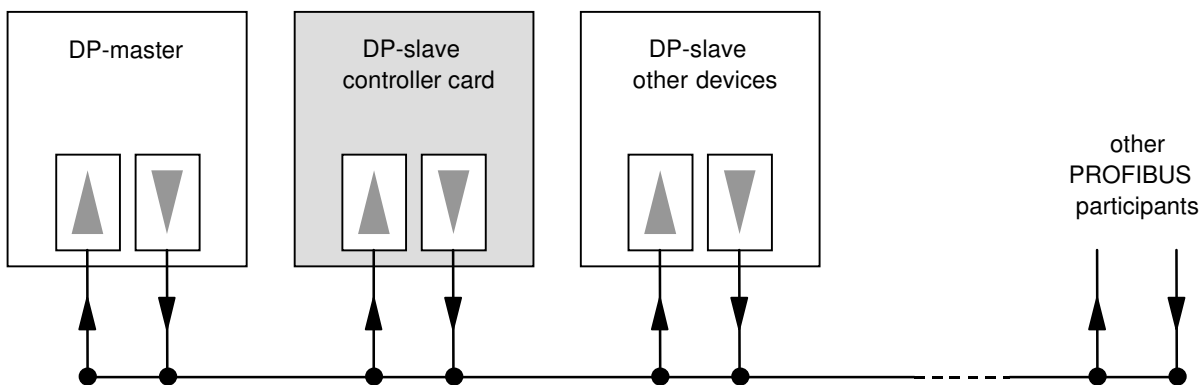 DP-master
DP-slave
controller card
DP-slave
other devices
other
PROFIBUS
participants